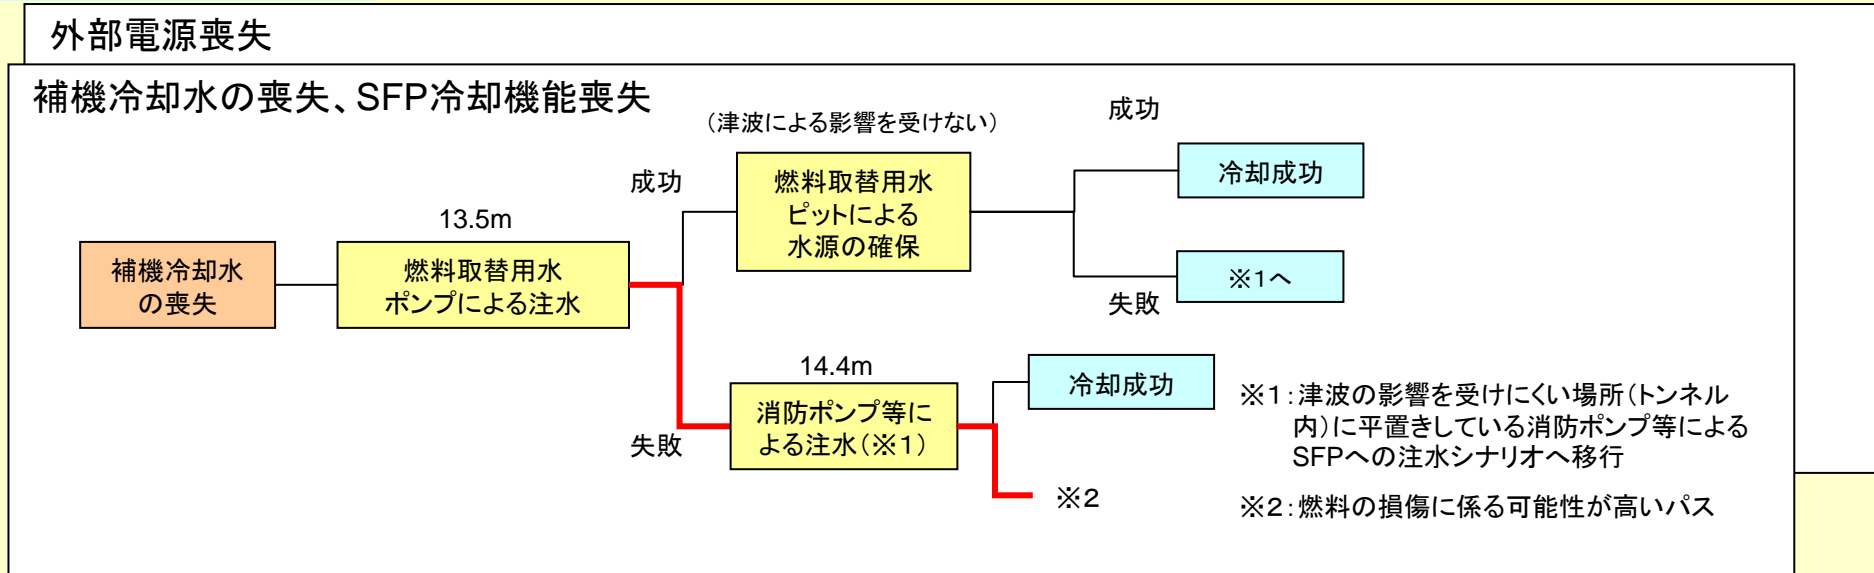 外部電源喪失
補機冷却水の喪失、SFP冷却機能喪失
（津波による影響を受けない）
成功
冷却成功
成功
燃料取替用水
ピットによる
水源の確保
13.5m
補機冷却水
の喪失
燃料取替用水
ポンプによる注水
※1へ
失敗
14.4m
冷却成功
消防ポンプ等に
よる注水（※1）
失敗
※2
※1：津波の影響を受けにくい場所（トンネル
内）に平置きしている消防ポンプ等による
SFPへの注水シナリオへ移行
※2：燃料の損傷に係る可能性が高いパス